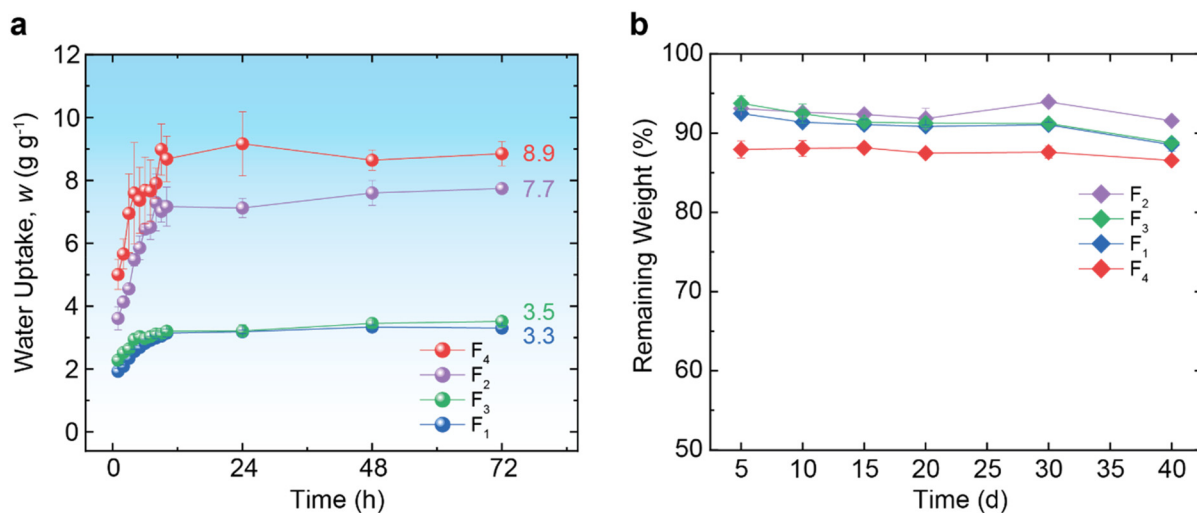 a
Water Uptake, w (g g⁻¹)
12
10
8
6
4
2
0
8.9
7.7
3.5
3.3
F₄
F₂
F₃
F₁
0 24 48 72
Time (h)
b
Remaining Weight (%)
100
90
80
70
60
50
F₂
F₃
F₁
F₄
5 10 15 20 25 30 35 40
Time (d)